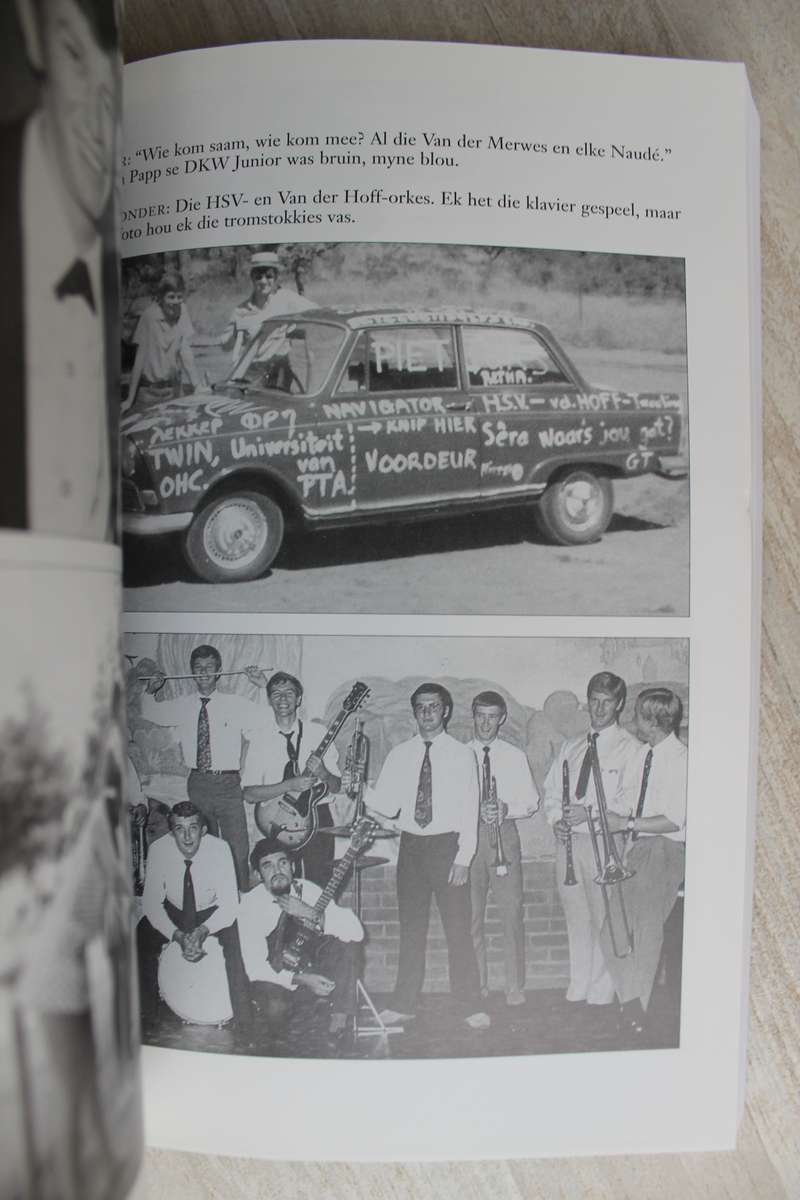 R: “Wie kom saam, wie kom mee? Al die Van der Merwes en elke Naudé.”
Papp se DKW Junior was bruin, myne blou.
ONDER: Die HSV- en Van der Hoff-orkes. Ek het die klavier gespeel, maar
foto hou ek die tromstokkies vas.
PIET
NAVIGATOR
H.S.V. – vd. HOFF-
ΛEKKEP ФP7
TWIN,
OHC.
Universiteit
van
PTA!
→ KNIP HIER
VOORDEUR
Sêra waar's jou gat?
GT